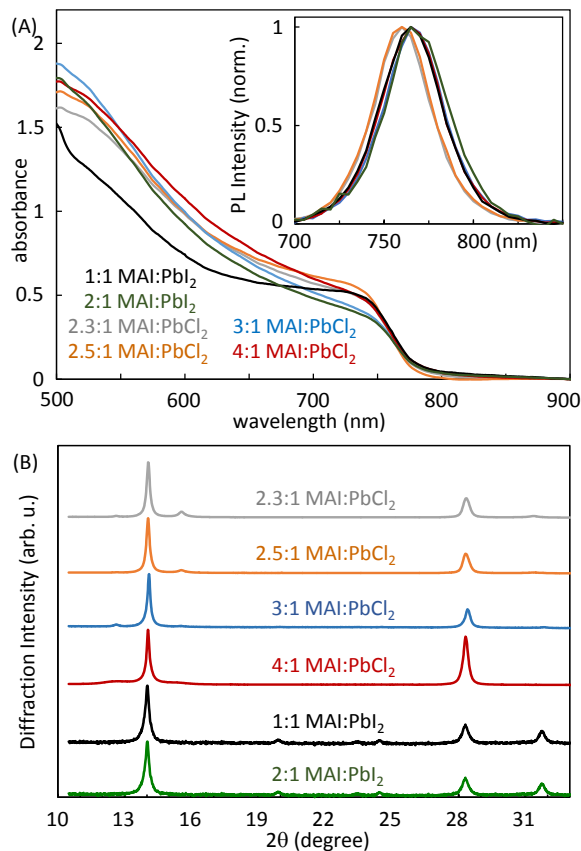 (A)
2
1.5
1
0.5
0
absorbance
500
600
700
800
900
wavelength (nm)
1:1 MAI:PbI₂
2:1 MAI:PbI₂
2.3:1 MAI:PbCl₂
3:1 MAI:PbCl₂
2.5:1 MAI:PbCl₂
4:1 MAI:PbCl₂
PL Intensity (norm.)
1
0.5
0
700
750
800
(nm)
(B)
Diffraction Intensity (arb. u.)
2.3:1 MAI:PbCl₂
2.5:1 MAI:PbCl₂
3:1 MAI:PbCl₂
4:1 MAI:PbCl₂
1:1 MAI:PbI₂
2:1 MAI:PbI₂
10
13
16
19
22
25
28
31
2θ (degree)